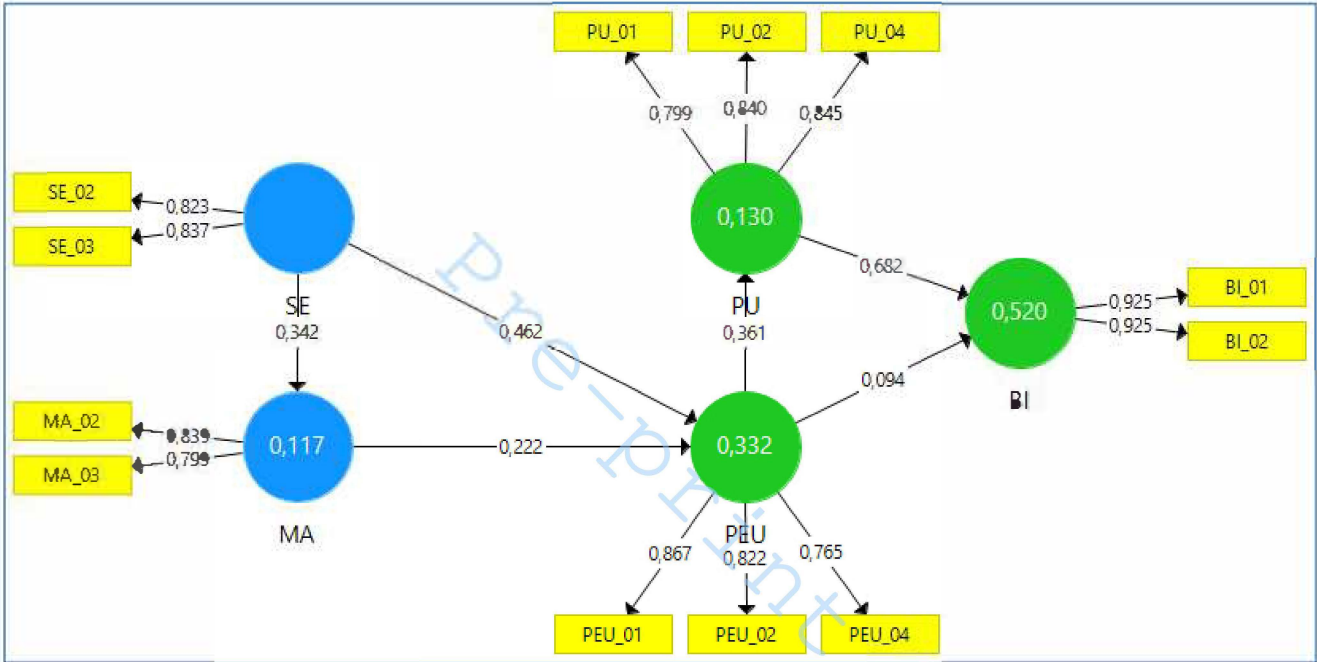 PU_01
PU_02
PU_04
0,799
0,840
0,845
SE_02
SE_03
0,823
0,837
SE
0,130
PU
0,682
0,520
BI
0,925
0,925
BI_01
BI_02
0,342
0,462
0,361
0,094
MA_02
MA_03
0,839
0,799
0,117
MA
0,222
0,332
PEU
0,867
0,822
0,765
PEU_01
PEU_02
PEU_04
Pre-print